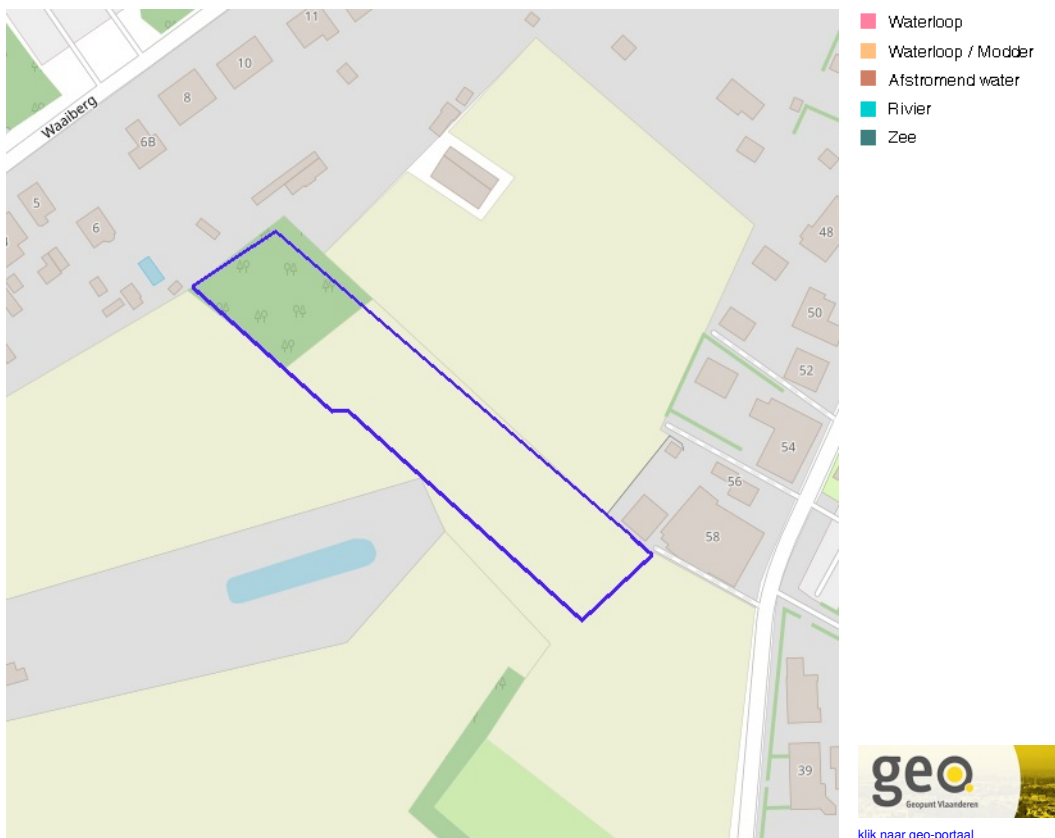 11
10
8
Waaiberg
6B
5
6
48
50
52
54
56
58
39
Waterloop
Waterloop / Modder
Afstromend water
Rivier
Zee
geo
Geopunt Vlaanderen
klik naar geo-portaal